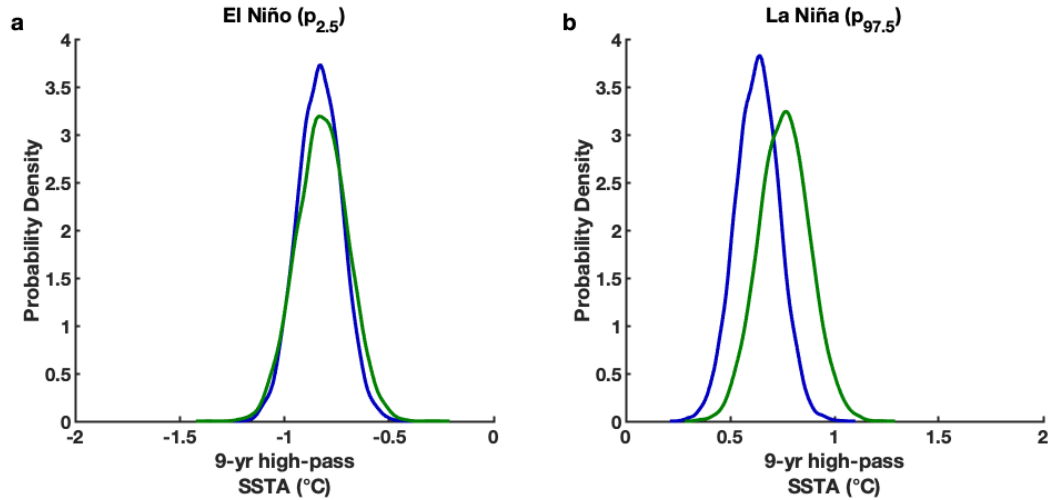 a
El Niño (p2.5)
4
3.5
3
2.5
2
1.5
1
0.5
0
Probability Density
-2
-1.5
-1
-0.5
0
9-yr high-pass
SSTA (°C)
b
La Niña (p97.5)
4
3.5
3
2.5
2
1.5
1
0.5
0
Probability Density
0
0.5
1
1.5
2
9-yr high-pass
SSTA (°C)